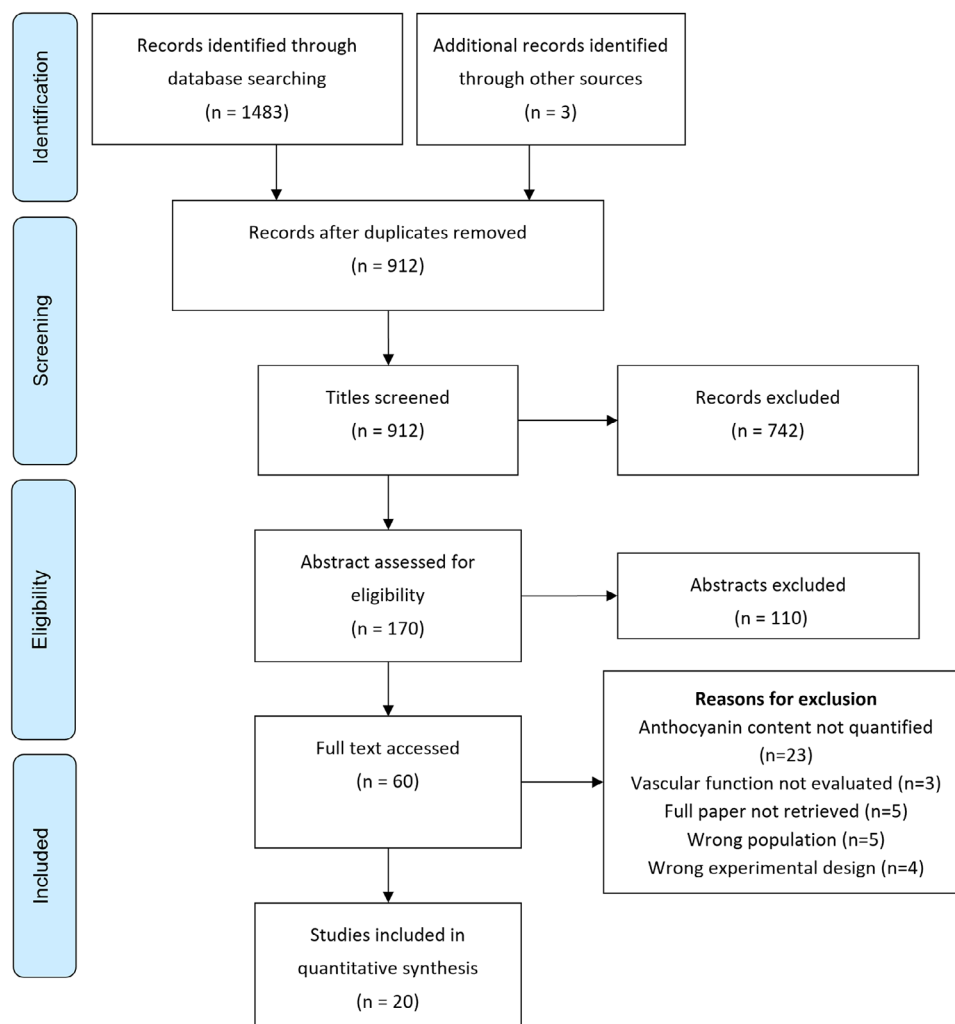 Identification
Records identified through
database searching
(n = 1483)
Additional records identified
through other sources
(n = 3)
Screening
Records after duplicates removed
(n = 912)
Titles screened
(n = 912)
Records excluded
(n = 742)
Eligibility
Abstract assessed for
eligibility
(n = 170)
Abstracts excluded
(n = 110)
Full text accessed
(n = 60)
Reasons for exclusion
Anthocyanin content not quantified
(n=23)
Vascular function not evaluated (n=3)
Full paper not retrieved (n=5)
Wrong population (n=5)
Wrong experimental design (n=4)
Included
Studies included in
quantitative synthesis
(n = 20)